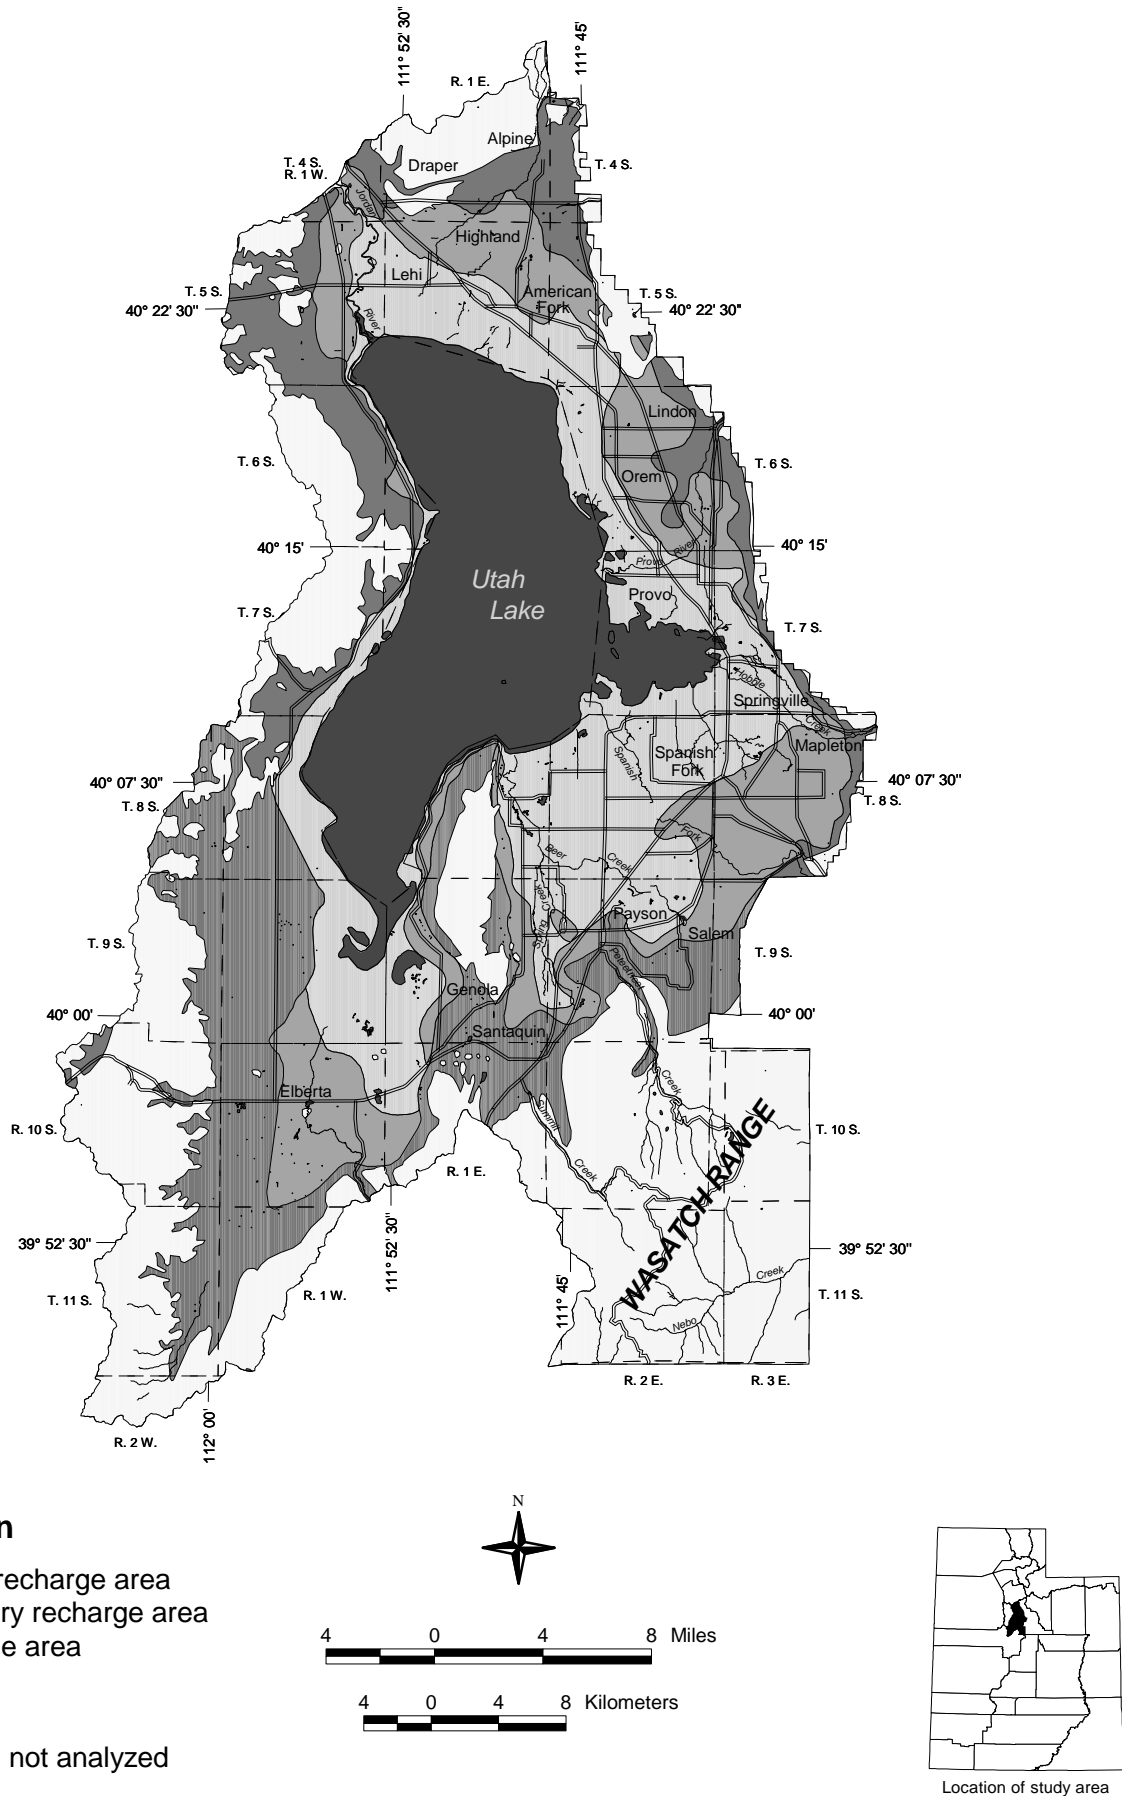 111° 52' 30"
111° 45'
R. 1 E.
Alpine
T. 4 S.
R. 1 W.
Draper
T. 4 S.
Jordan
Highland
Lehi
T. 5 S.
American
Fork
T. 5 S.
40° 22' 30"
40° 22' 30"
River
Lindon
T. 6 S.
Orem
T. 6 S.
40° 15'
40° 15'
Provo River
Utah
Lake
Provo
T. 7 S.
T. 7 S.
Hobble
Creek
Springville
Mapleton
Spanish
Fork
Spanish
Fork
40° 07' 30"
40° 07' 30"
T. 8 S.
T. 8 S.
Beer
Creek
Spring Creek
Payson
Salem
T. 9 S.
T. 9 S.
Peteetneet
Creek
Genola
40° 00'
40° 00'
Santaquin
Elberta
Summit
Creek
R. 10 S.
T. 10 S.
R. 1 E.
WASATCH RANGE
39° 52' 30"
39° 52' 30"
111° 52' 30"
111° 45'
R. 1 W.
T. 11 S.
T. 11 S.
Nebo
Creek
R. 2 E.
R. 3 E.
R. 2 W.
112° 00'
n
recharge area
ry recharge area
e area
not analyzed
N
4 0 4 8 Miles
4 0 4 8 Kilometers
Location of study area